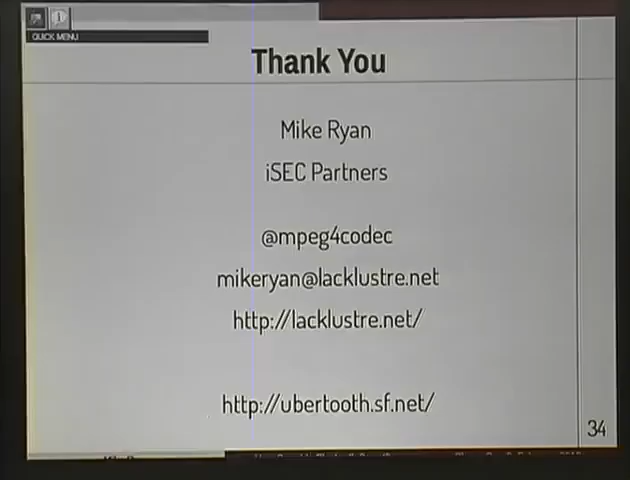 QUICK MENU
Thank You
Mike Ryan
iSEC Partners
@mpeg4codec
mikeryan@lacklustre.net
http://lacklustre.net/
http://ubertooth.sf.net/
34